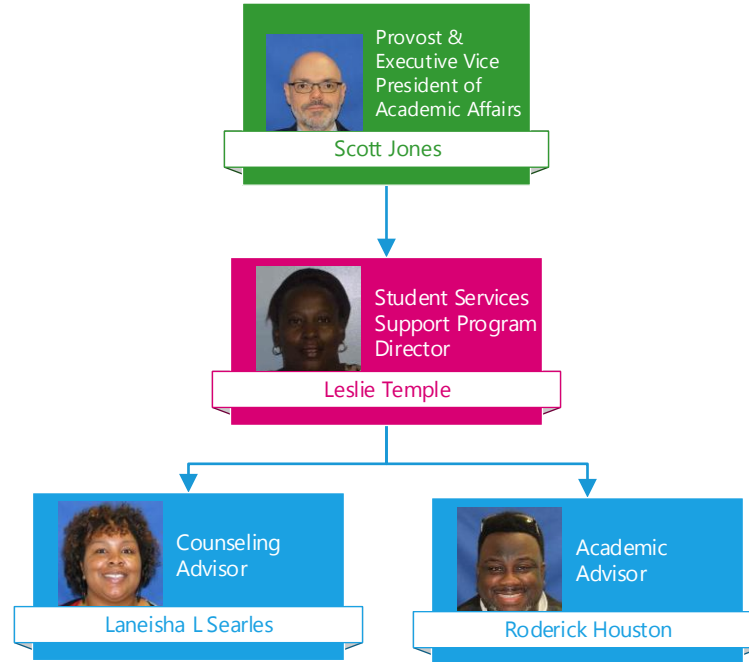 Provost &
Executive Vice
President of
Academic Affairs
Scott Jones
Student Services
Support Program
Director
Leslie Temple
Counseling
Advisor
Laneisha L Searles
Academic
Advisor
Roderick Houston